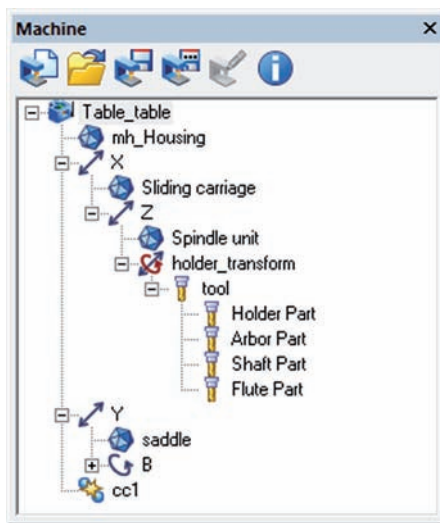 Machine
Table_table
mh_Housing
X
Sliding carriage
Z
Spindle unit
holder_transform
tool
Holder Part
Arbor Part
Shaft Part
Flute Part
Y
saddle
B
cc1